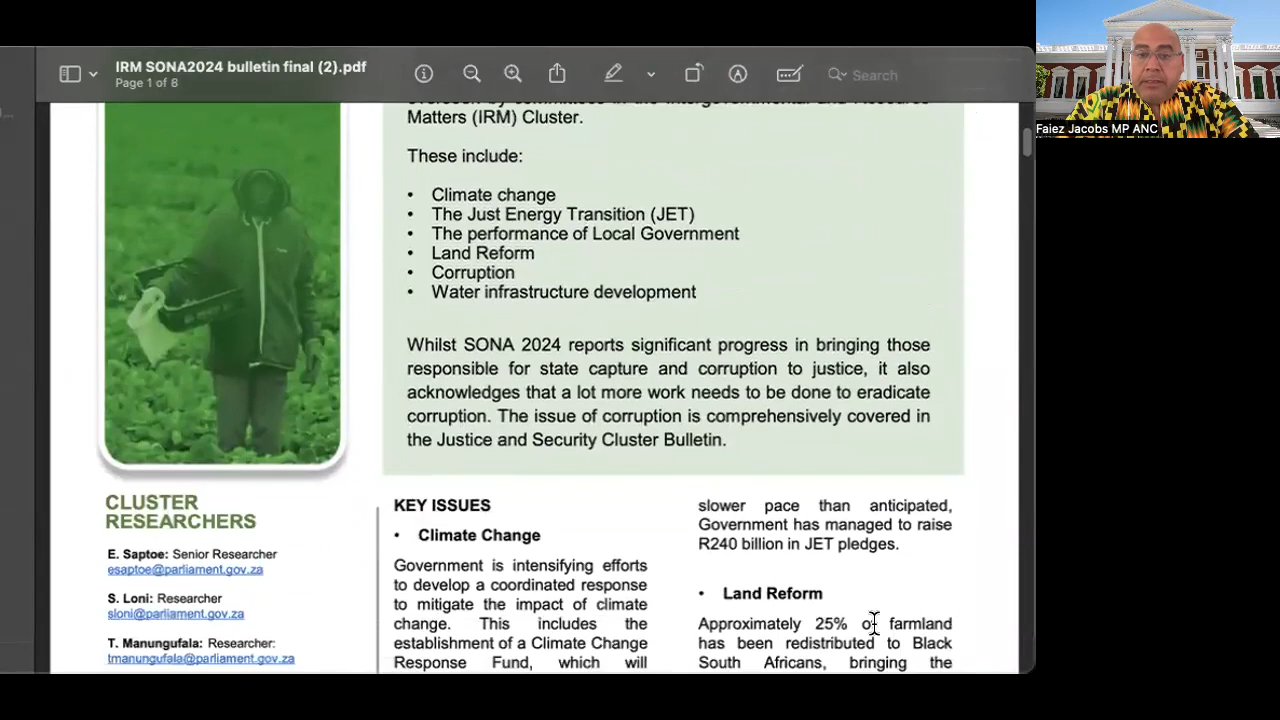 IRM SONA2024 bulletin final (2).pdf
Page 1 of 8
Search
Faiez Jacobs MP ANC
Matters (IRM) Cluster.
These include:
• Climate change
• The Just Energy Transition (JET)
• The performance of Local Government
• Land Reform
• Corruption
• Water infrastructure development
Whilst SONA 2024 reports significant progress in bringing those
responsible for state capture and corruption to justice, it also
acknowledges that a lot more work needs to be done to eradicate
corruption. The issue of corruption is comprehensively covered in
the Justice and Security Cluster Bulletin.
CLUSTER
RESEARCHERS
E. Saptoe: Senior Researcher
esaptoe@parliament.gov.za
S. Loni: Researcher
sloni@parliament.gov.za
T. Manungufala: Researcher:
tmanungufala@parliament.gov.za
KEY ISSUES
• Climate Change
Government is intensifying efforts
to develop a coordinated response
to mitigate the impact of climate
change. This includes the
establishment of a Climate Change
Response Fund, which will
slower pace than anticipated,
Government has managed to raise
R240 billion in JET pledges.
• Land Reform
Approximately 25% of farmland
has been redistributed to Black
South Africans, bringing the